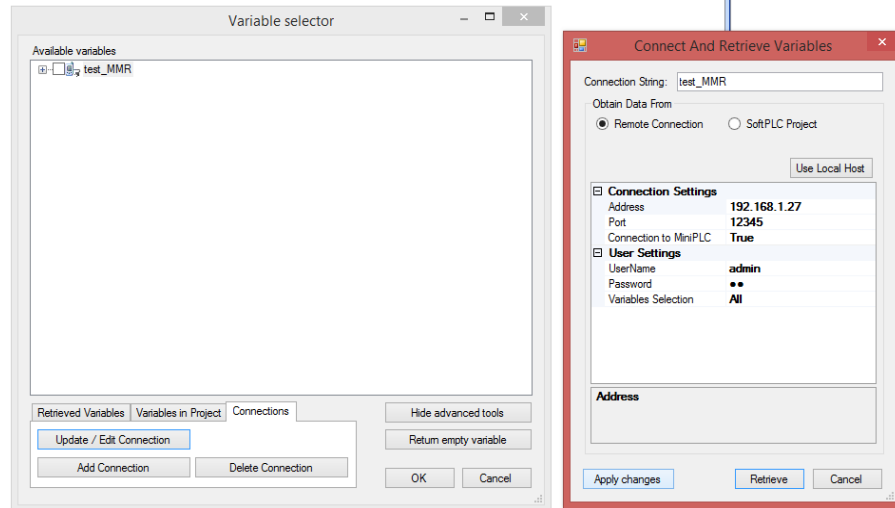 Variable selector
Available variables
test_MMR
Retrieved Variables
Variables in Project
Connections
Update / Edit Connection
Add Connection
Delete Connection
Hide advanced tools
Return empty variable
OK
Cancel
Connect And Retrieve Variables
Connection String: test_MMR
Obtain Data From
Remote Connection
SoftPLC Project
Use Local Host
Connection Settings
Address 192.168.1.27
Port 12345
Connection to MiniPLC True
User Settings
UserName admin
Password ●●
Variables Selection All
Address
Apply changes
Retrieve
Cancel